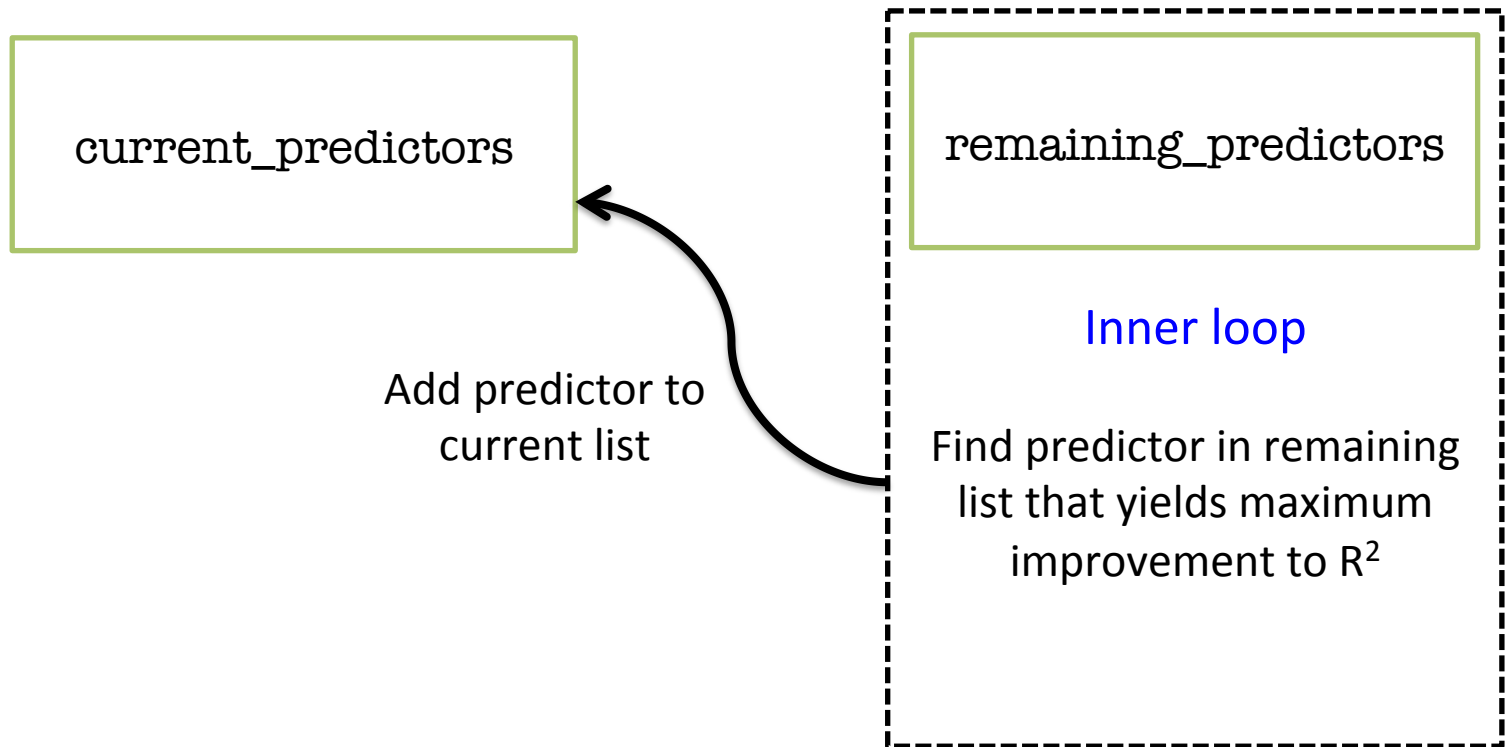 current_predictors
remaining_predictors
Inner loop
Add predictor to
current list
Find predictor in remaining
list that yields maximum
improvement to R²